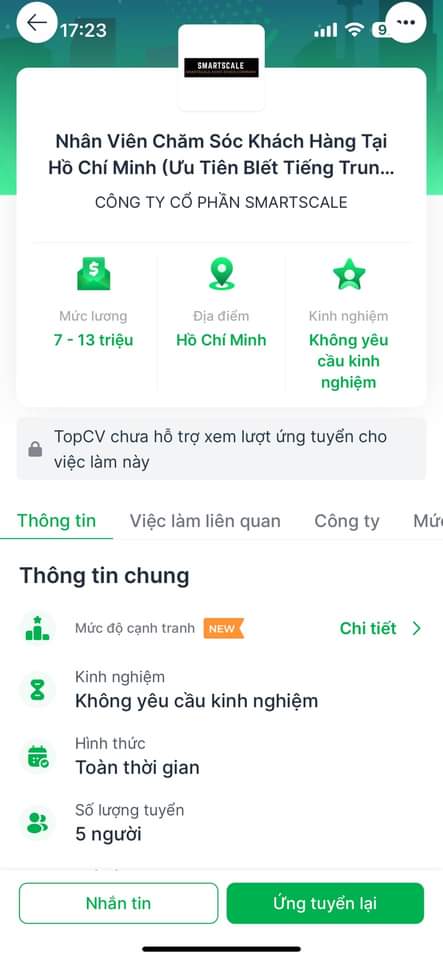 17:23
9
SMARTSCALE
Nhân Viên Chăm Sóc Khách Hàng Tại
Hồ Chí Minh (Ưu Tiên BIết Tiếng Trun...
CÔNG TY CỔ PHẦN SMARTSCALE
Mức lương
7 - 13 triệu
Địa điểm
Hồ Chí Minh
Kinh nghiệm
Không yêu
cầu kinh
nghiệm
TopCV chưa hỗ trợ xem lượt ứng tuyển cho
việc làm này
Thông tin
Việc làm liên quan
Công ty
Mức
Thông tin chung
Mức độ cạnh tranh
NEW
Chi tiết
Kinh nghiệm
Không yêu cầu kinh nghiệm
Hình thức
Toàn thời gian
Số lượng tuyển
5 người
Nhắn tin
Ứng tuyển lại